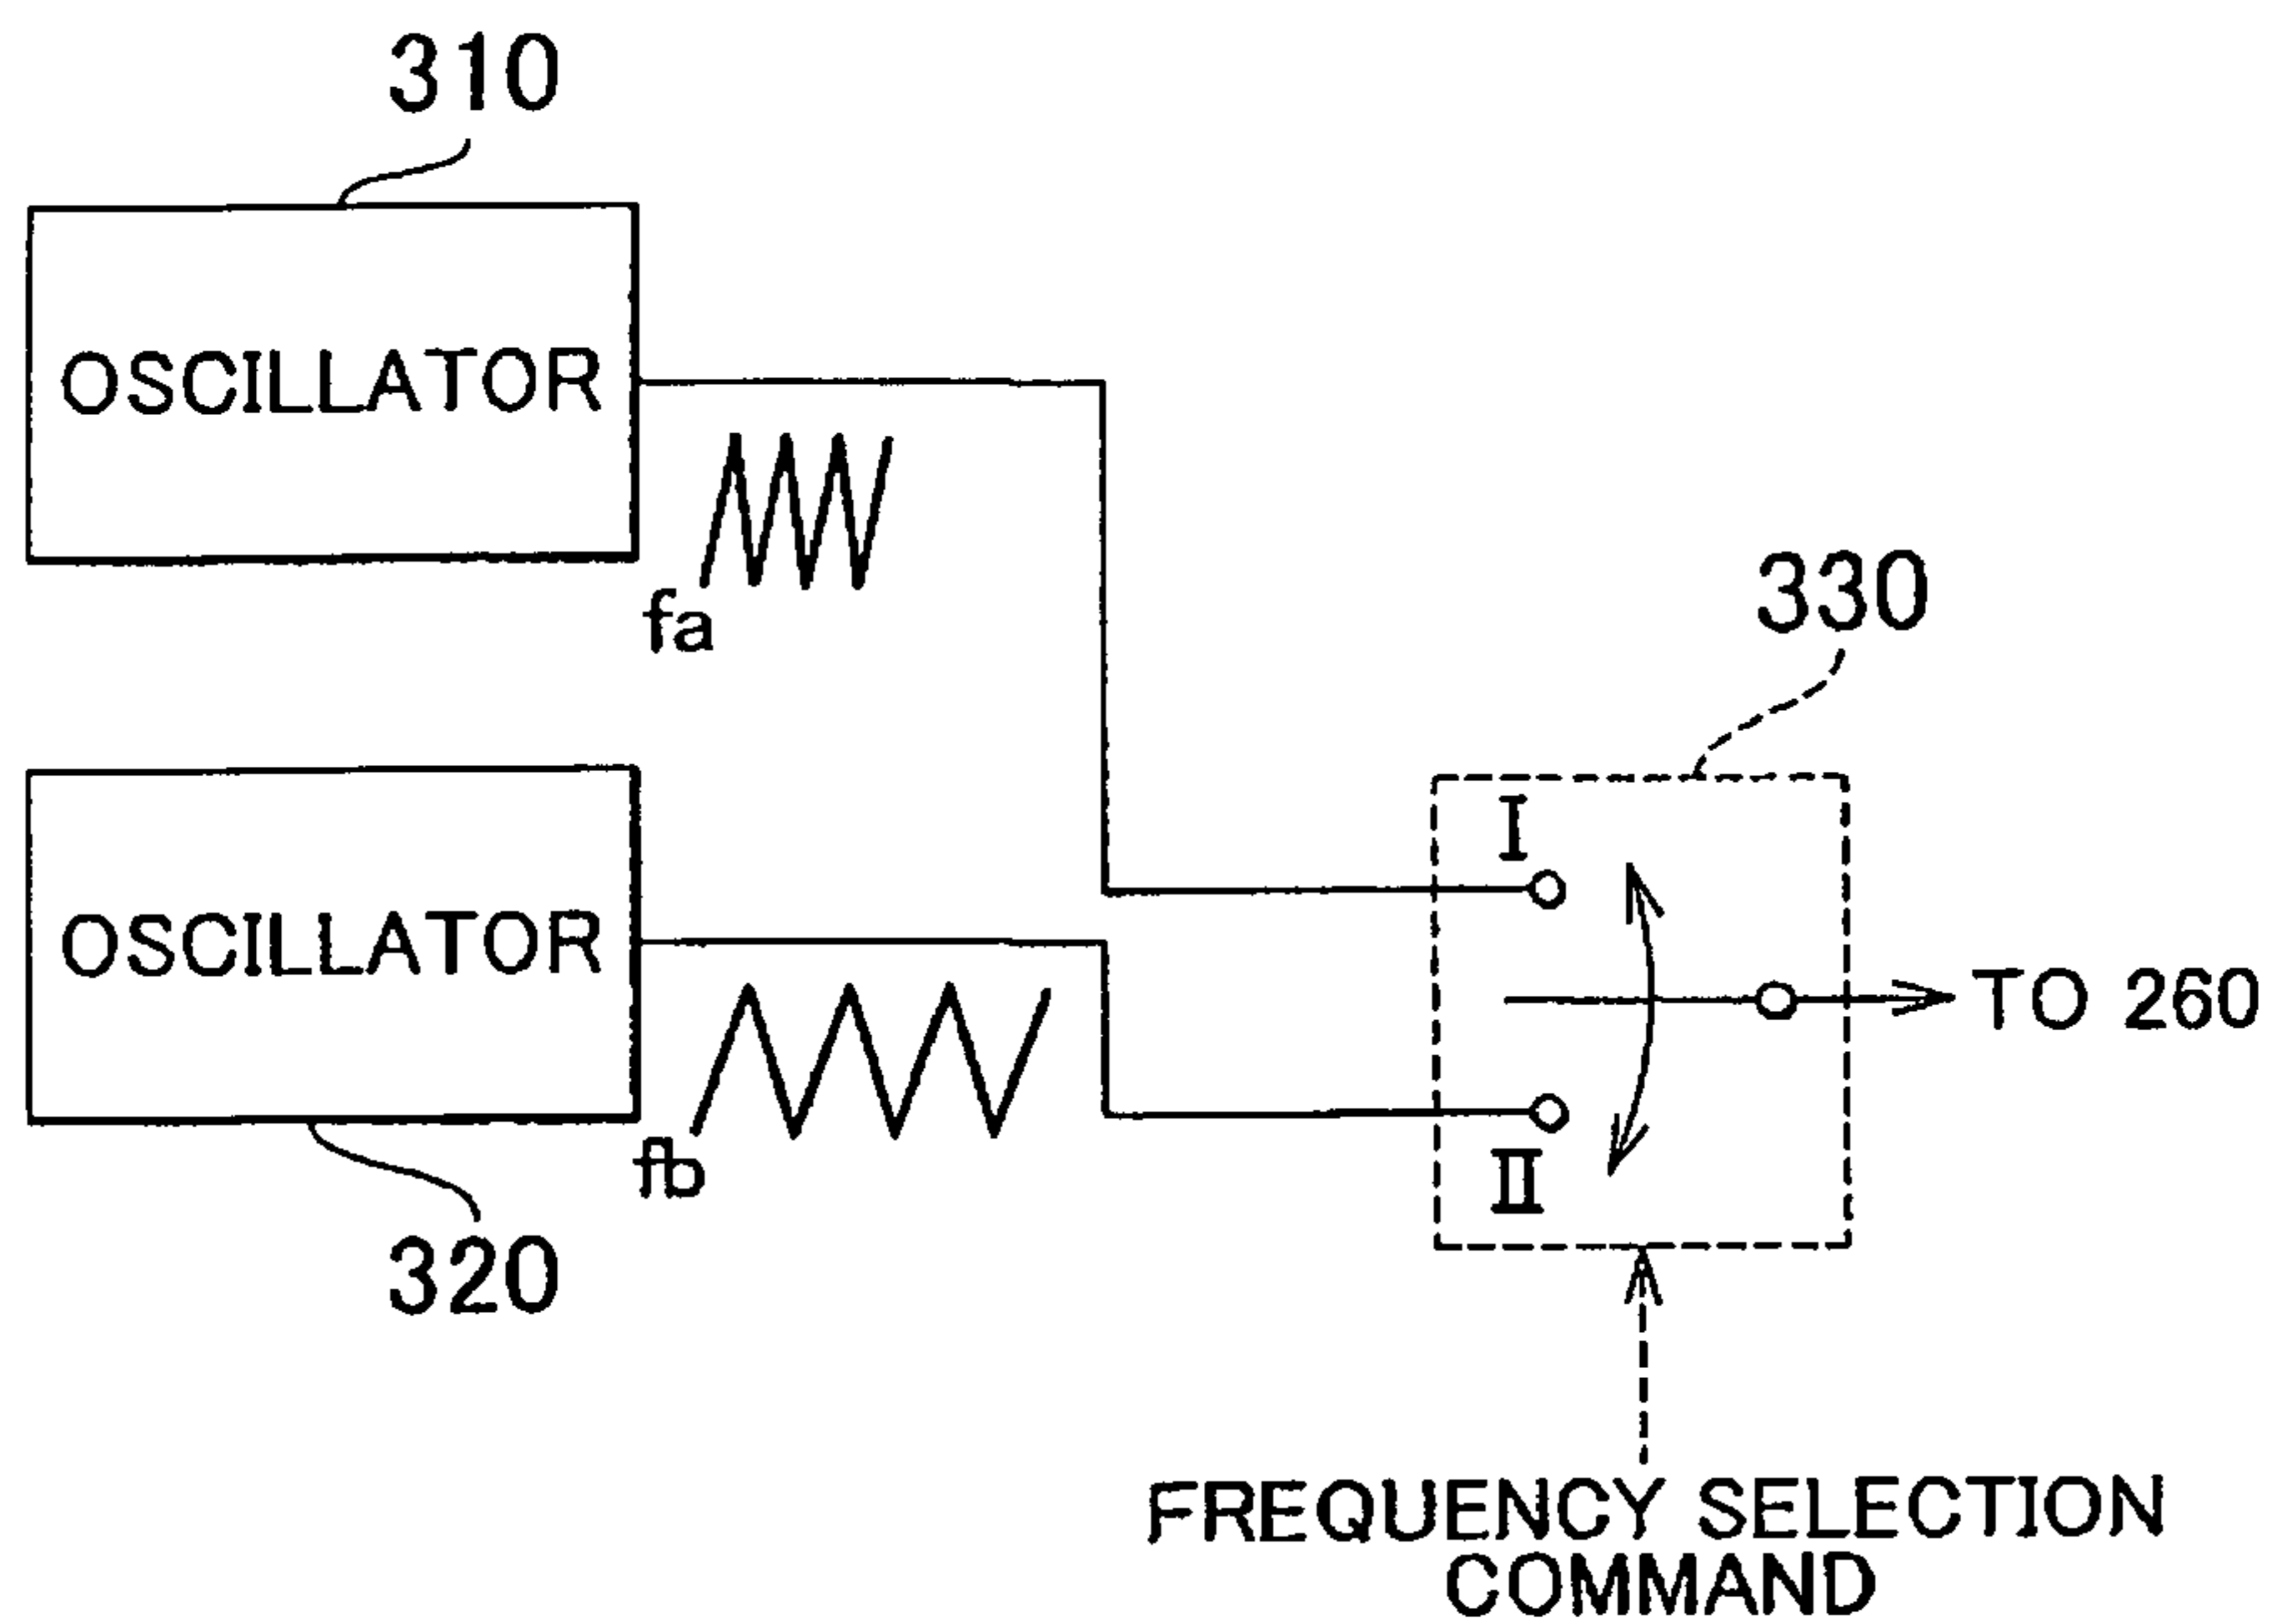 310
OSCILLATOR
fa
330
I
OSCILLATOR
TO 260
fb
II
320
FREQUENCY SELECTION
COMMAND